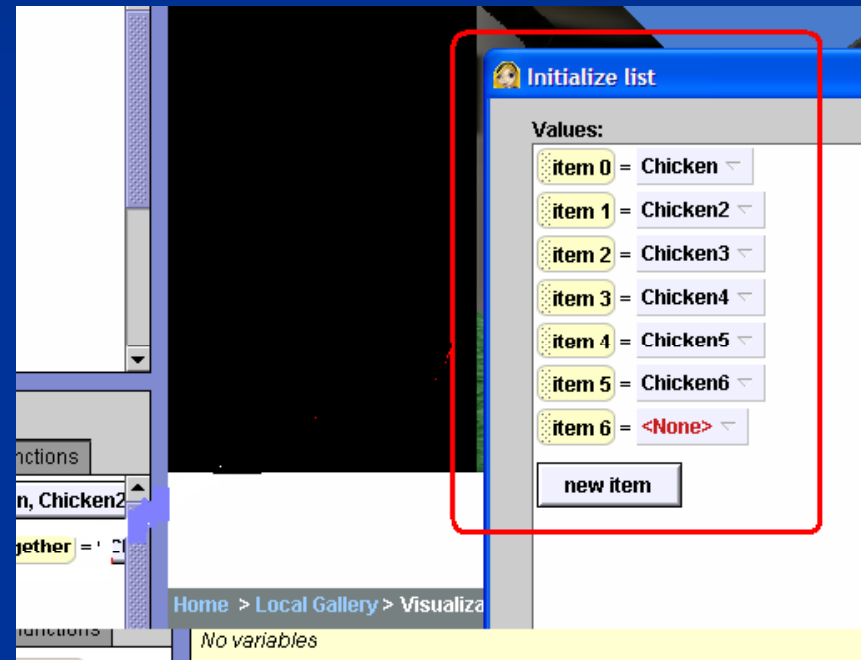 Initialize list
Values:
item 0 = Chicken
item 1 = Chicken2
item 2 = Chicken3
item 3 = Chicken4
item 4 = Chicken5
item 5 = Chicken6
item 6 = <None>
new item
nctions
n, Chicken2
gether =
Home > Local Gallery > Visualiza
No variables